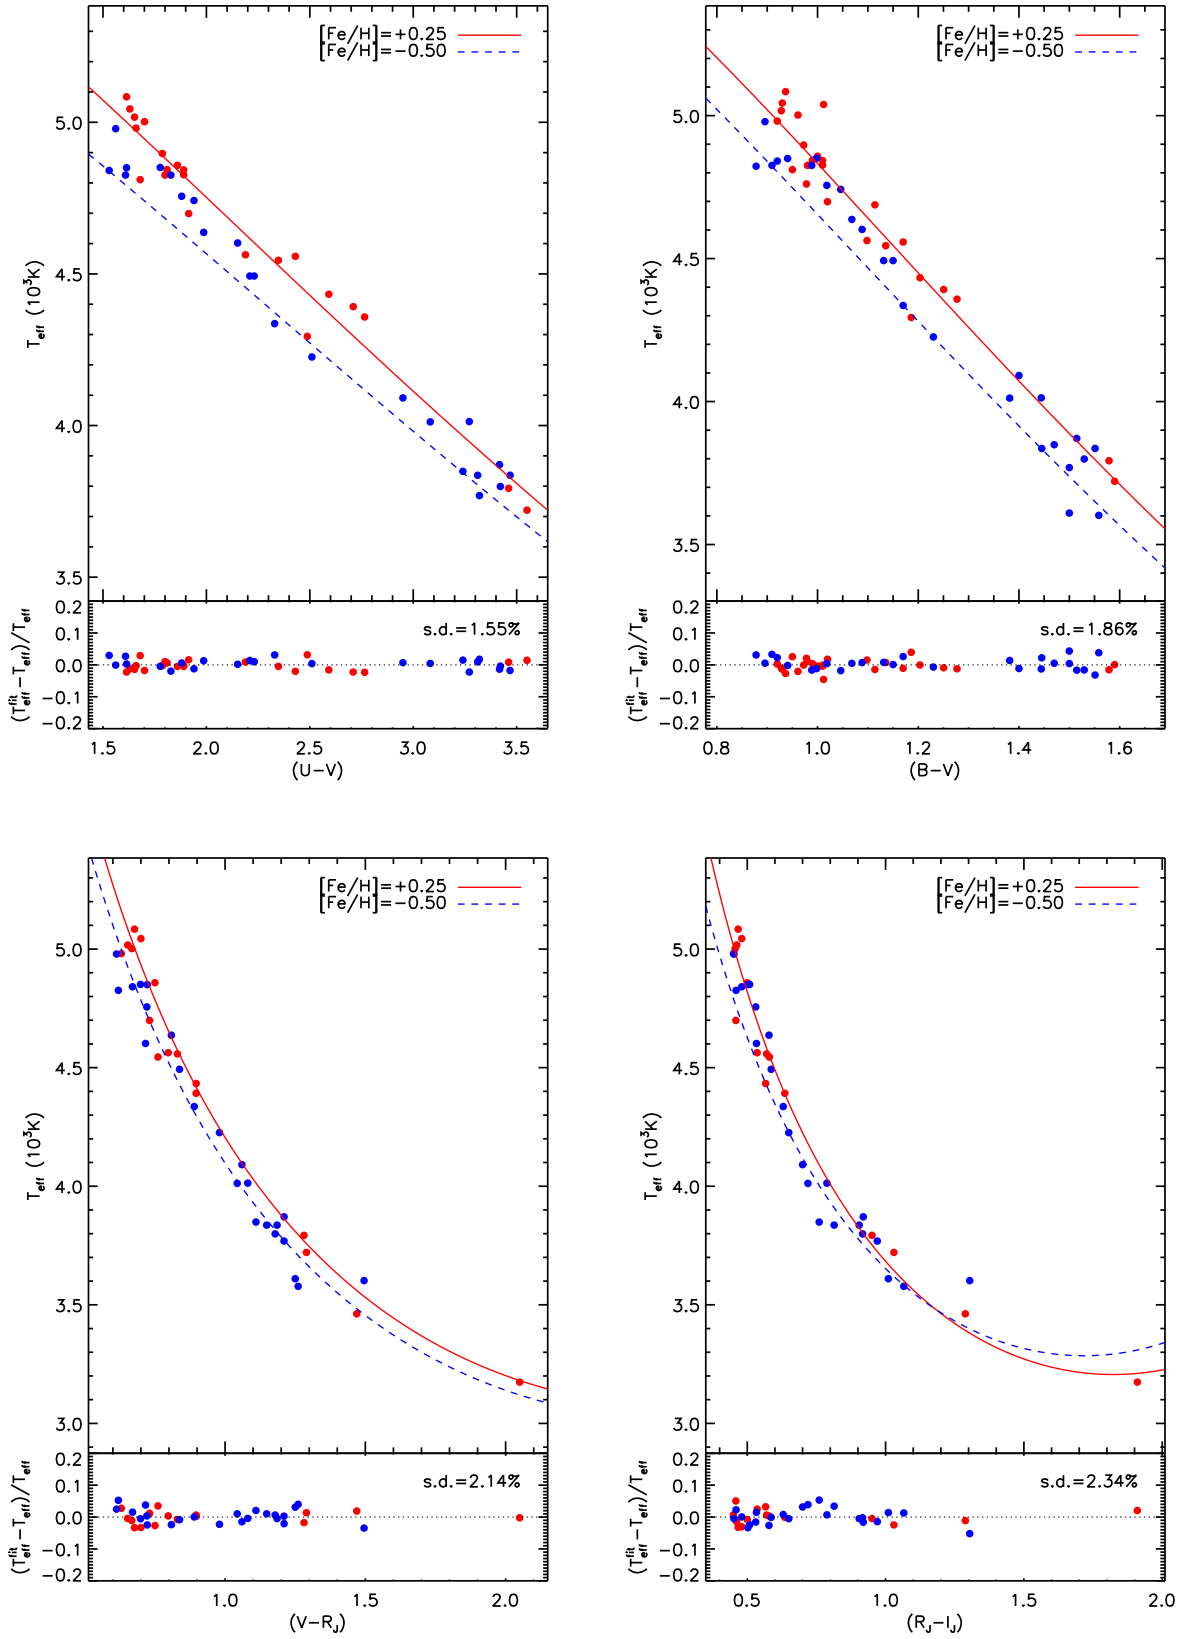 [Fe/H]=+0.25
[Fe/H]=−0.50
5.0
4.5
4.0
3.5
T_eff (10^3K)
0.2
0.1
0.0
−0.1
−0.2
(T_eff^fit−T_eff)/T_eff
s.d.=1.55%
1.5 2.0 2.5 3.0 3.5
(U−V)
[Fe/H]=+0.25
[Fe/H]=−0.50
5.0
4.5
4.0
3.5
T_eff (10^3K)
0.2
0.1
0.0
−0.1
−0.2
(T_eff^fit−T_eff)/T_eff
s.d.=1.86%
0.8 1.0 1.2 1.4 1.6
(B−V)
[Fe/H]=+0.25
[Fe/H]=−0.50
5.0
4.5
4.0
3.5
3.0
T_eff (10^3K)
0.2
0.1
0.0
−0.1
−0.2
(T_eff^fit−T_eff)/T_eff
s.d.=2.14%
1.0 1.5 2.0
(V−R_J)
[Fe/H]=+0.25
[Fe/H]=−0.50
5.0
4.5
4.0
3.5
3.0
T_eff (10^3K)
0.2
0.1
0.0
−0.1
−0.2
(T_eff^fit−T_eff)/T_eff
s.d.=2.34%
0.5 1.0 1.5 2.0
(R_J−I_J)